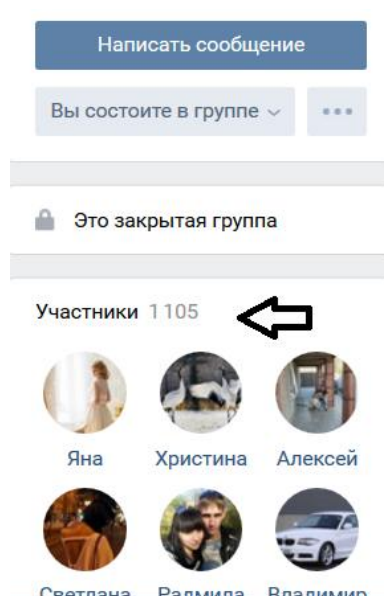 Написать сообщение
Вы состоите в группе
Это закрытая группа
Участники 1 105
Яна Христина Алексей
Светлана Радмила Владимир